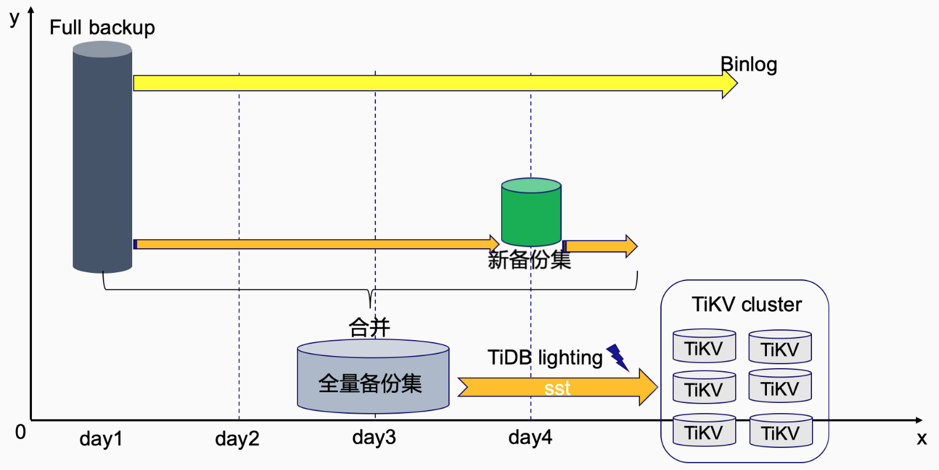 y
Full backup
Binlog
新备份集
合并
全量备份集
TiDB lighting
sst
TiKV cluster
TiKV
TiKV
TiKV
TiKV
TiKV
TiKV
0
day1
day2
day3
day4
x